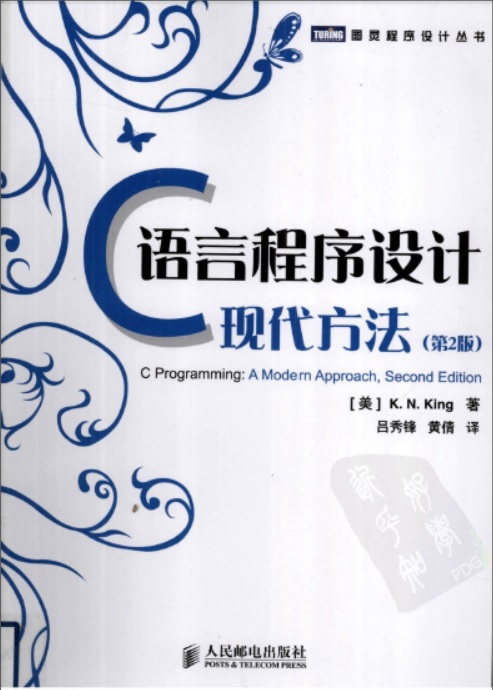 TURING 图灵程序设计丛书
C语言程序设计
现代方法(第2版)
C Programming: A Modern Approach, Second Edition
[美] K. N. King 著
吕秀锋 黄倩 译
PDG
人民邮电出版社
POSTS & TELECOM PRESS